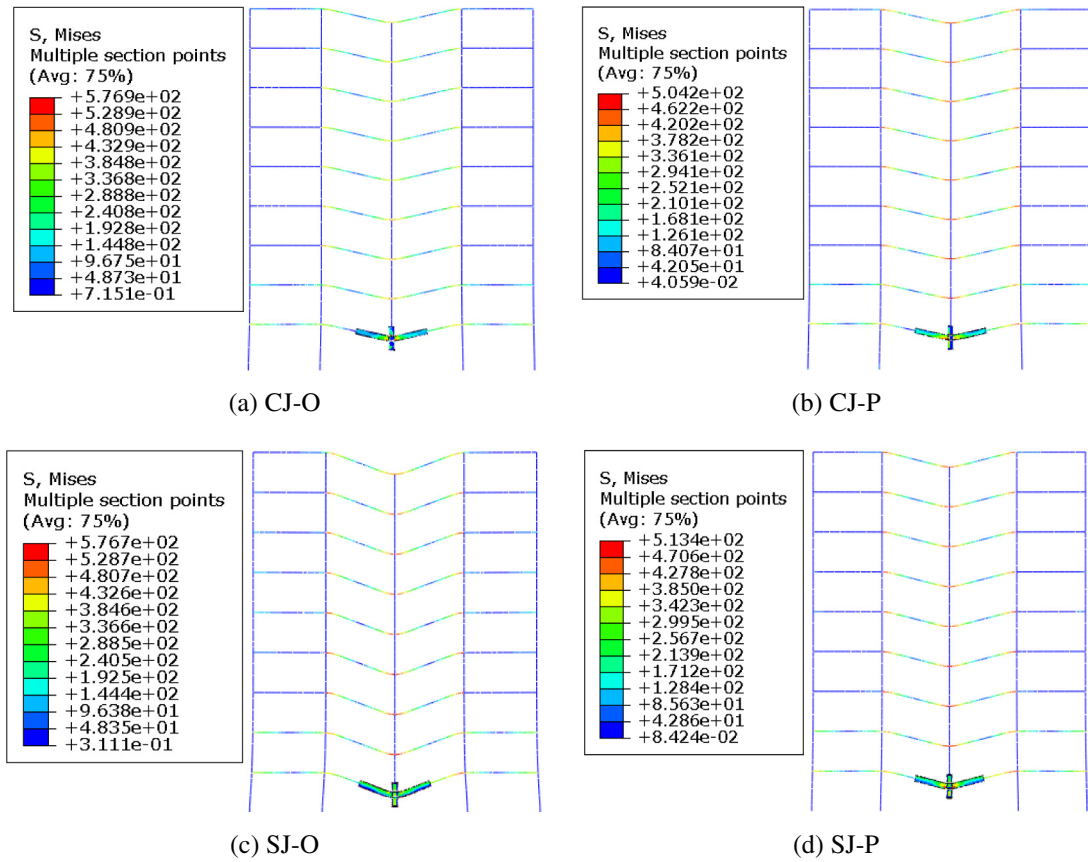 S, Mises
Multiple section points
(Avg: 75%)
+5.769e+02
+5.289e+02
+4.809e+02
+4.329e+02
+3.848e+02
+3.368e+02
+2.888e+02
+2.408e+02
+1.928e+02
+1.448e+02
+9.675e+01
+4.873e+01
+7.151e-01
(a) CJ-O
S, Mises
Multiple section points
(Avg: 75%)
+5.042e+02
+4.622e+02
+4.202e+02
+3.782e+02
+3.361e+02
+2.941e+02
+2.521e+02
+2.101e+02
+1.681e+02
+1.261e+02
+8.407e+01
+4.205e+01
+4.059e-02
(b) CJ-P
S, Mises
Multiple section points
(Avg: 75%)
+5.767e+02
+5.287e+02
+4.807e+02
+4.326e+02
+3.846e+02
+3.366e+02
+2.885e+02
+2.405e+02
+1.925e+02
+1.444e+02
+9.638e+01
+4.835e+01
+3.111e-01
(c) SJ-O
S, Mises
Multiple section points
(Avg: 75%)
+5.134e+02
+4.706e+02
+4.278e+02
+3.850e+02
+3.423e+02
+2.995e+02
+2.567e+02
+2.139e+02
+1.712e+02
+1.284e+02
+8.563e+01
+4.286e+01
+8.424e-02
(d) SJ-P